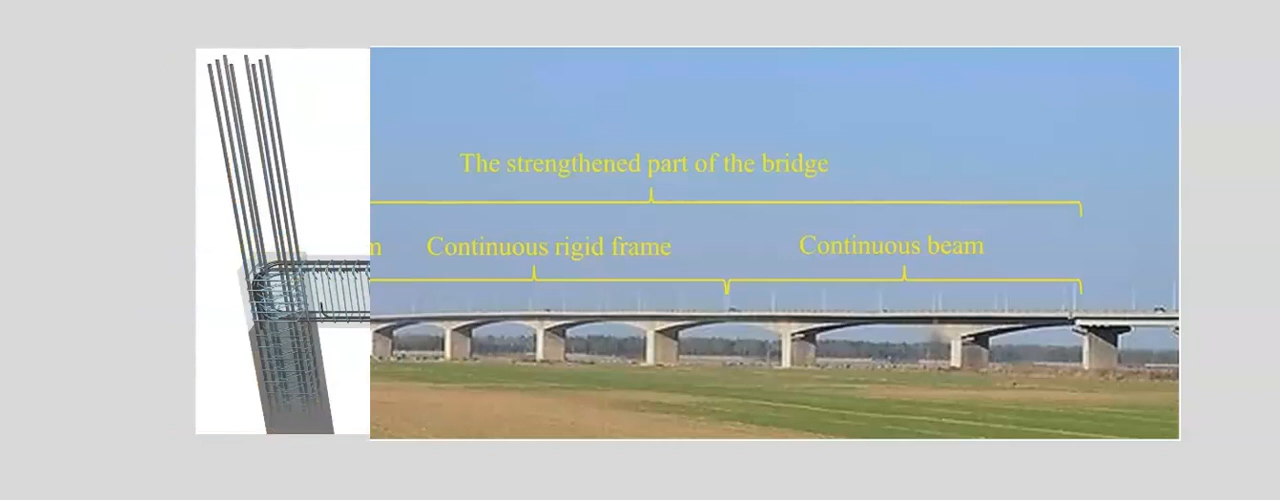 The strengthened part of the bridge
Continuous rigid frame
Continuous beam